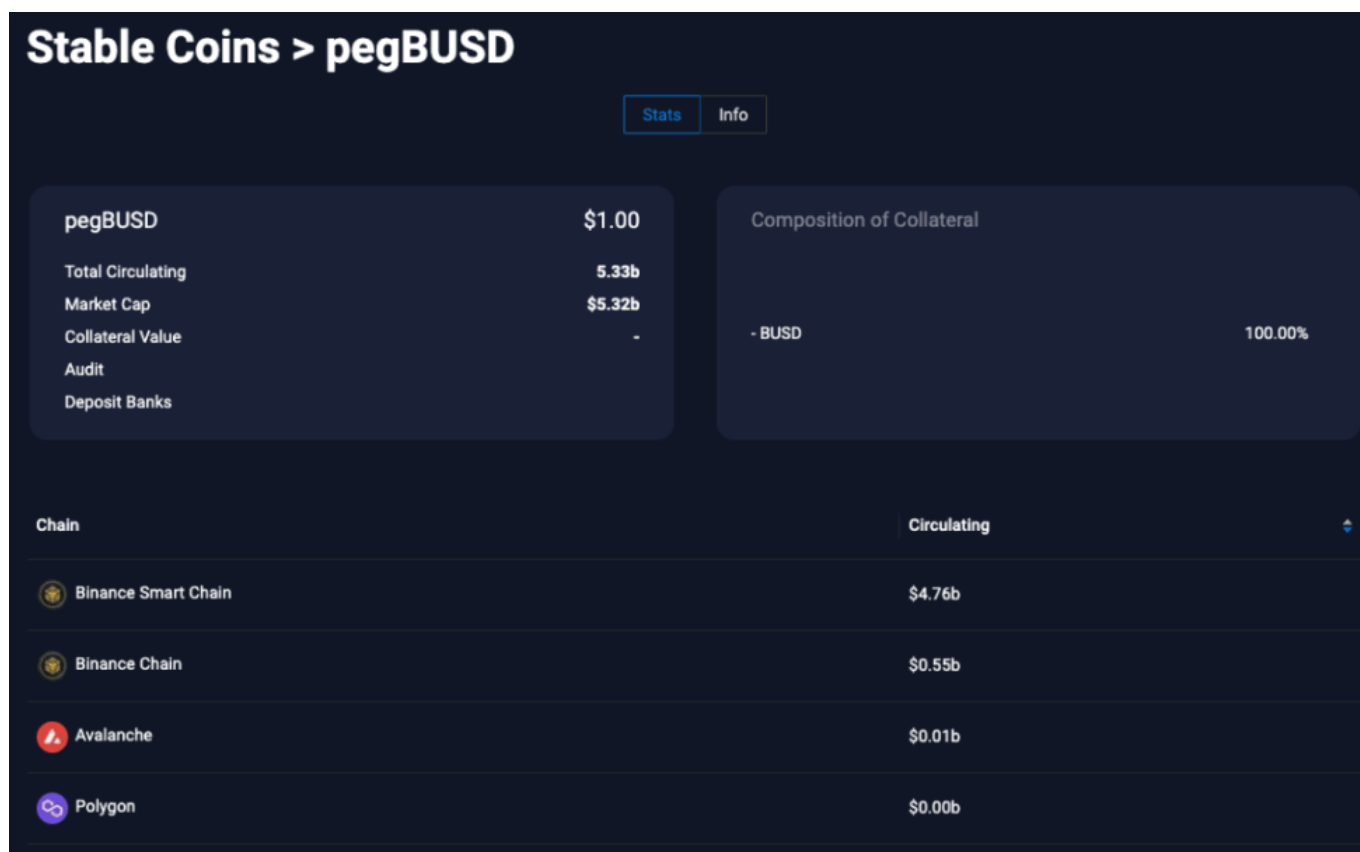 Stable Coins > pegBUSD
Stats Info
pegBUSD $1.00
Total Circulating 5.33b
Market Cap $5.32b
Collateral Value -
Audit
Deposit Banks
Composition of Collateral
- BUSD 100.00%
Chain Circulating
Binance Smart Chain $4.76b
Binance Chain $0.55b
Avalanche $0.01b
Polygon $0.00b